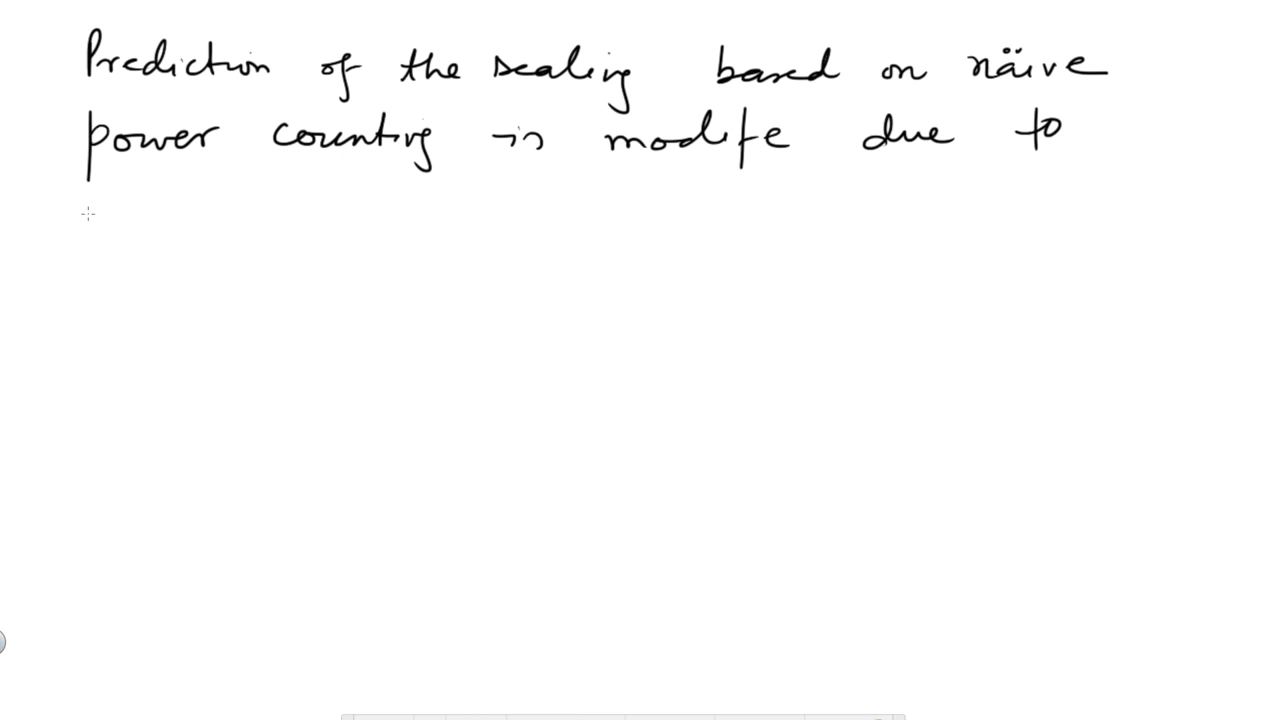 Prediction of the scaling based on näive
power counting is modife due to